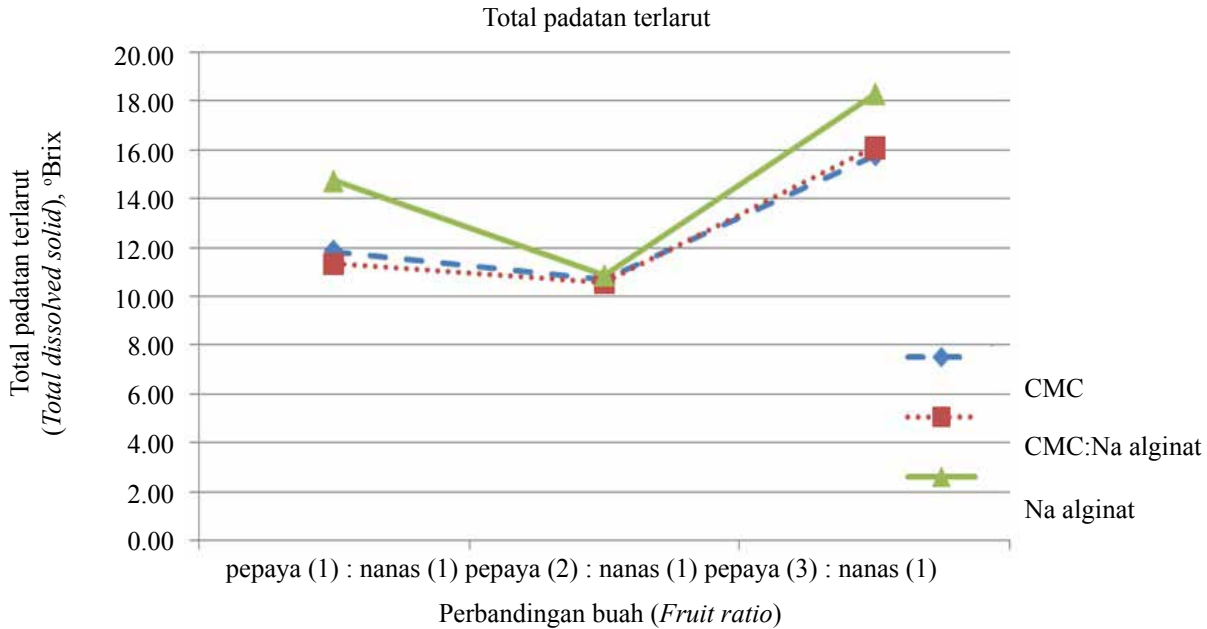 Total padatan terlarut
Total padatan terlarut
(Total dissolved solid), °Brix
20.00
18.00
16.00
14.00
12.00
10.00
8.00
6.00
4.00
2.00
0.00
CMC
CMC:Na alginat
Na alginat
pepaya (1) : nanas (1) pepaya (2) : nanas (1) pepaya (3) : nanas (1)
Perbandingan buah (Fruit ratio)